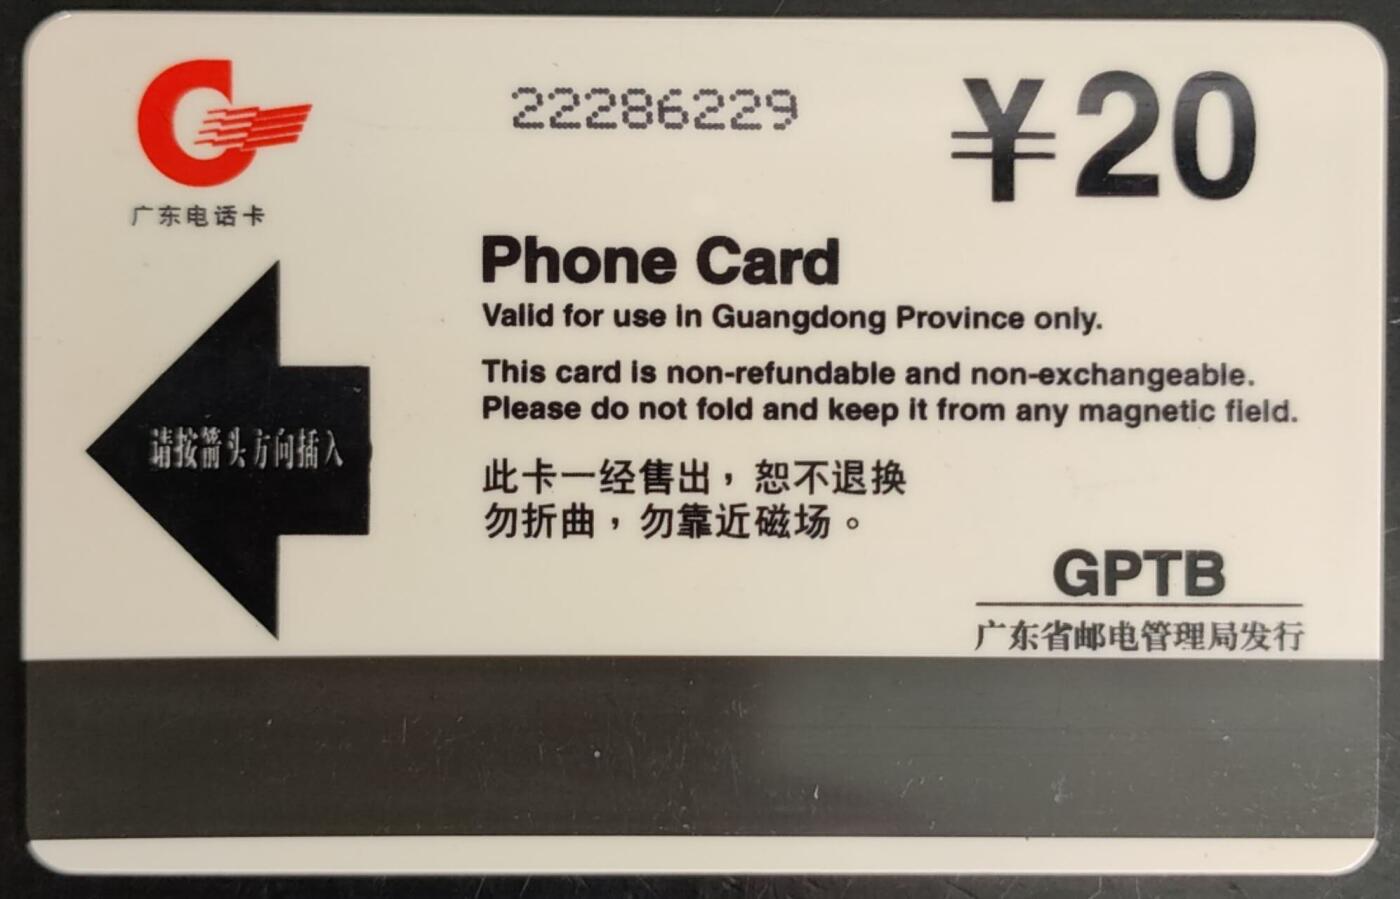 22286229
¥20
广东电话卡
Phone Card
Valid for use in Guangdong Province only.
This card is non-refundable and non-exchangeable.
Please do not fold and keep it from any magnetic field.
请按箭头方向插入
此卡一经售出，恕不退换
勿折曲，勿靠近磁场。
GPTB
广东省邮电管理局发行